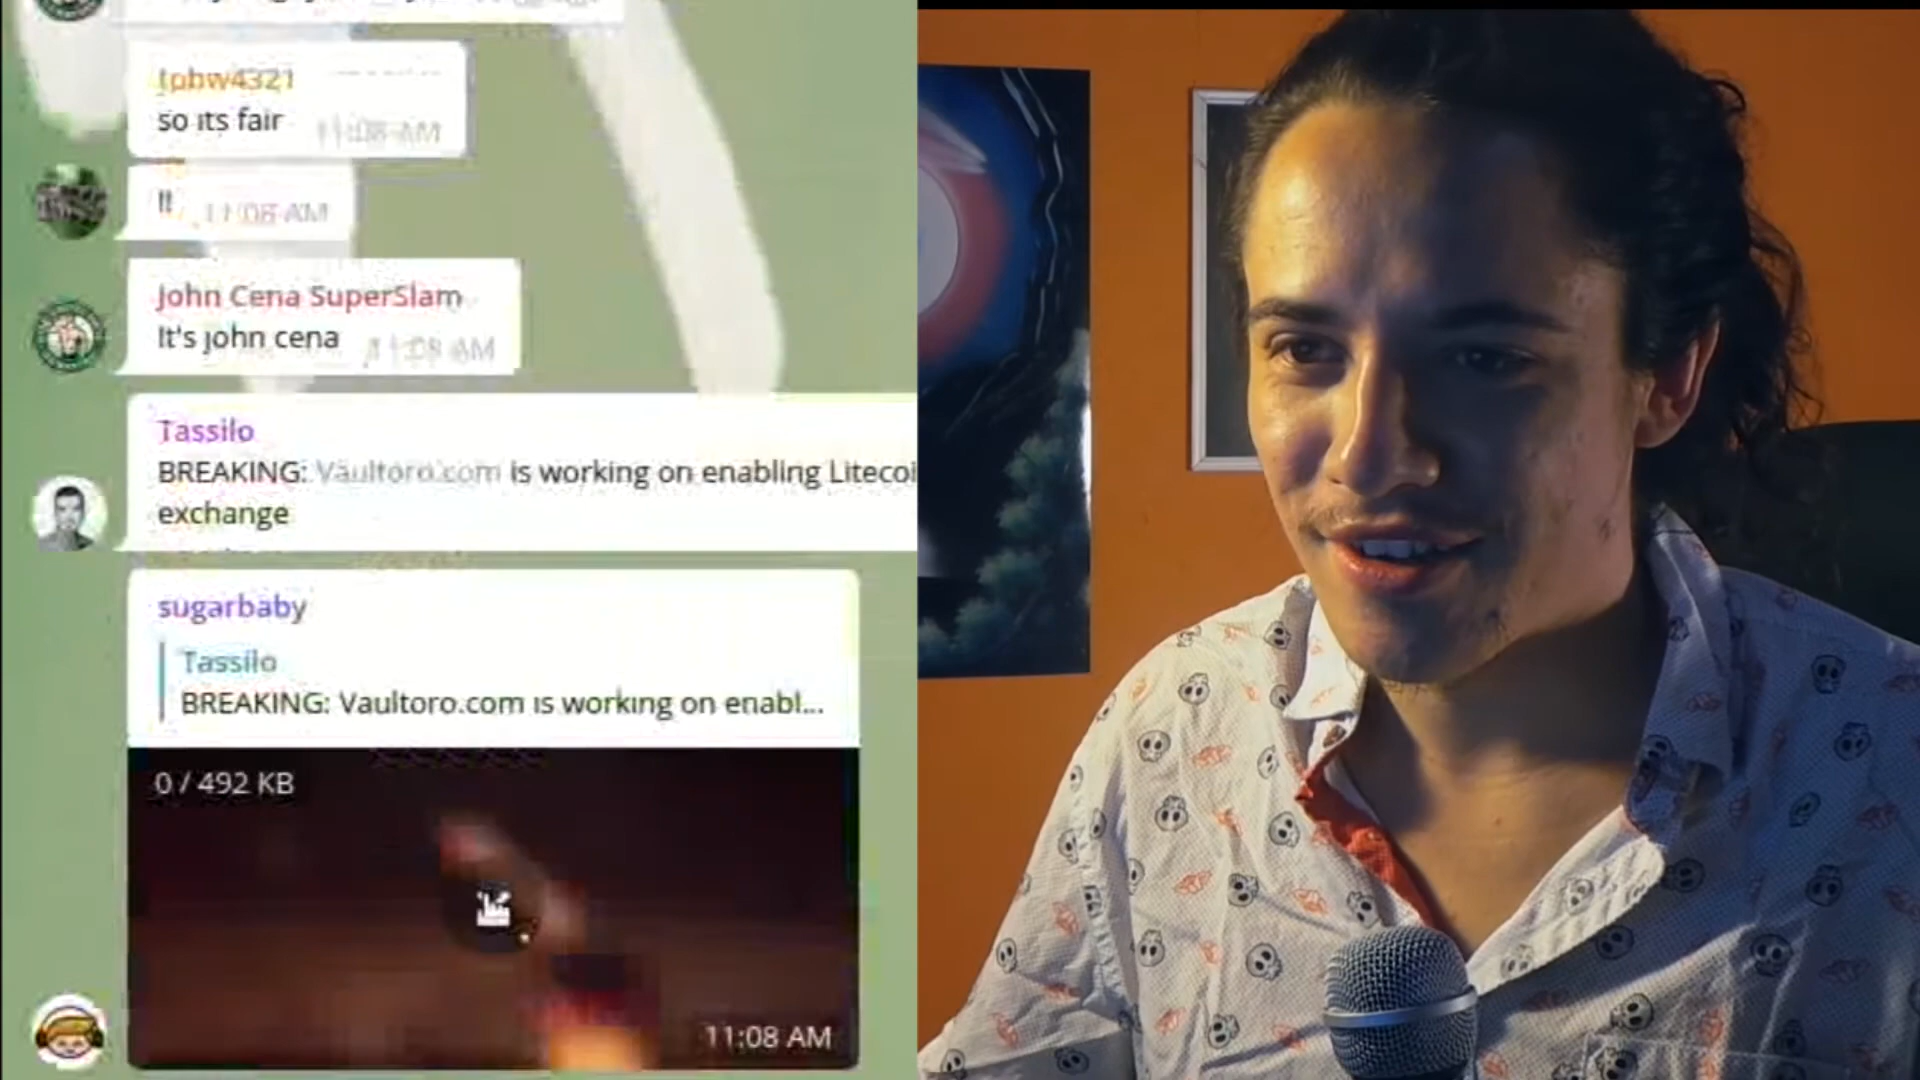 tpbw4321
so its fair
11:08 AM
11:08 AM
John Cena SuperSlam
It's john cena
11:08 AM
Tassilo
BREAKING: Vaultoro.com is working on enabling Litecoi
exchange
sugarbaby
Tassilo
BREAKING: Vaultoro.com is working on enabl...
0 / 492 KB
11:08 AM